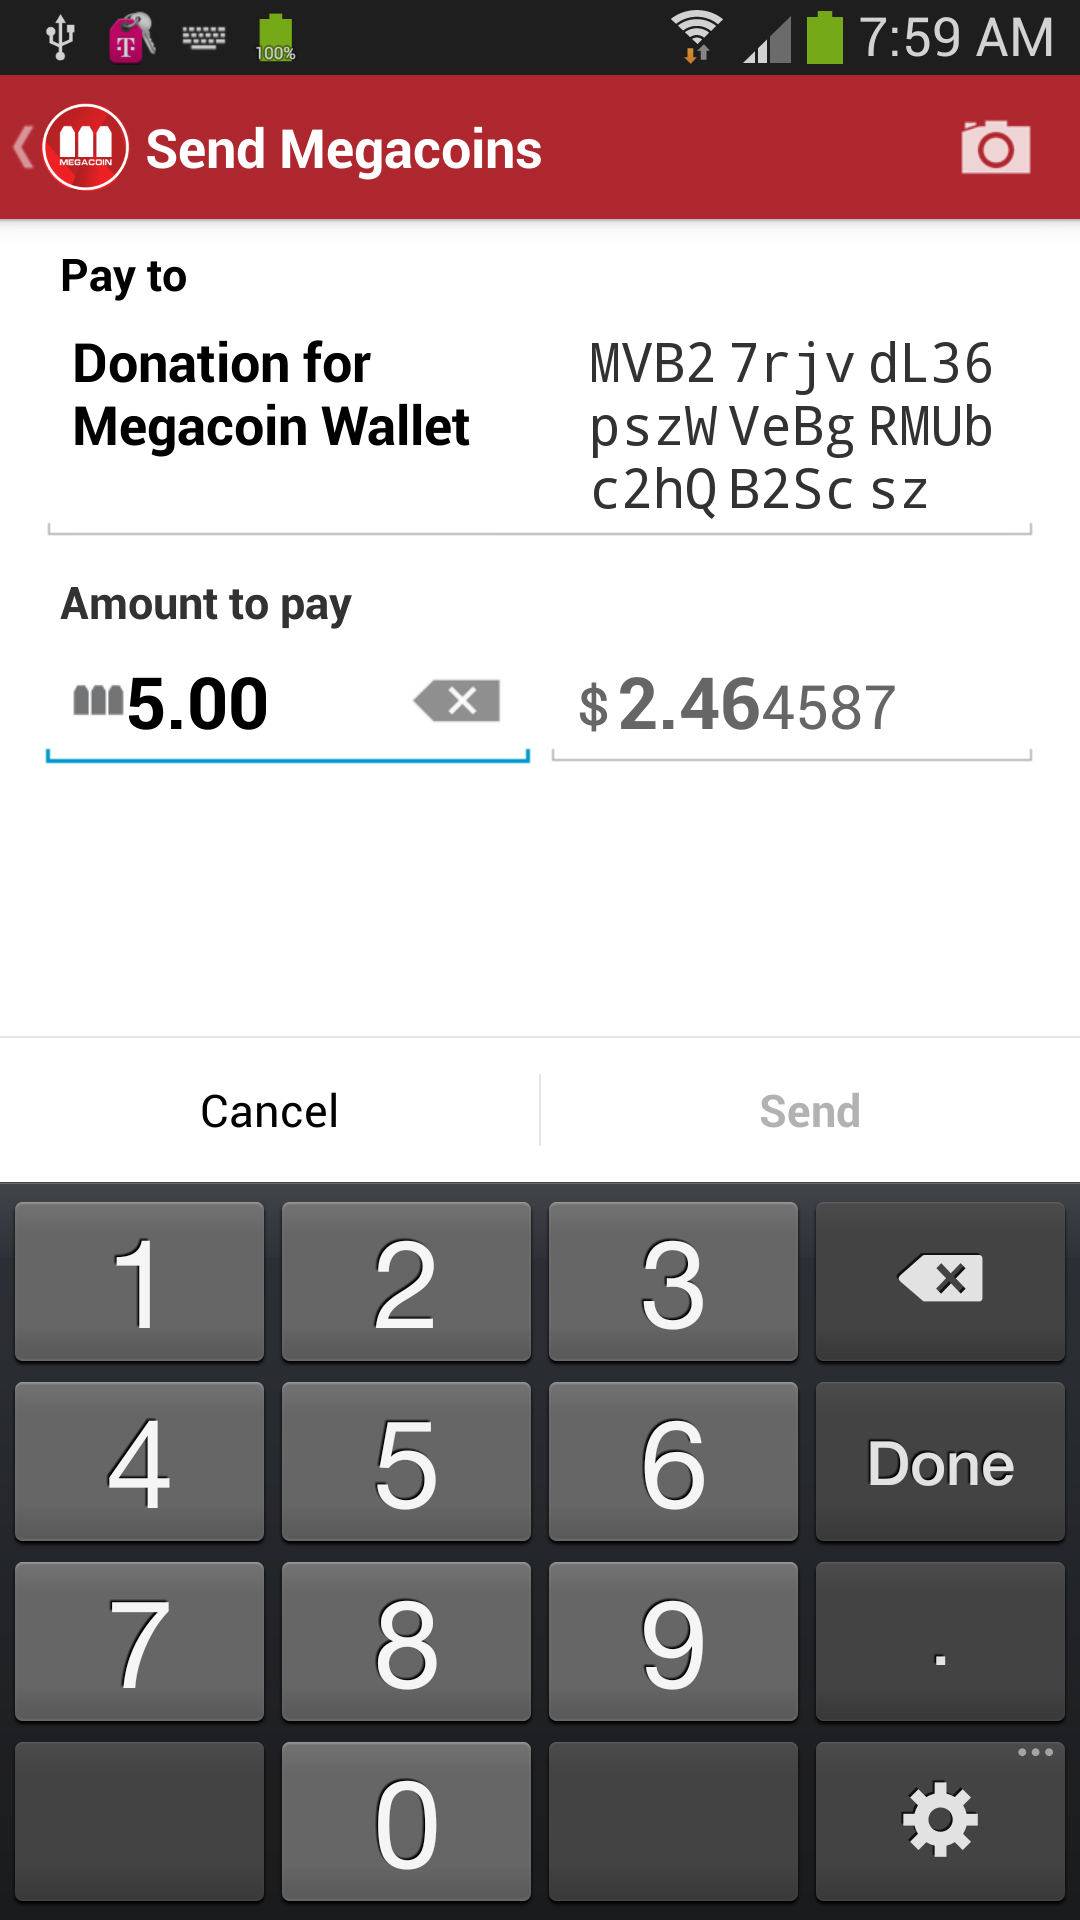 100% 7:59 AM
MEGACOIN Send Megacoins
Pay to
Donation for
Megacoin Wallet
MVB2 7rjv dL36
pszW VeBg RMUb
c2hQ B2Sc sz
Amount to pay
5.00 $ 2.464587
Cancel Send
1 2 3
4 5 6 Done
7 8 9 .
0